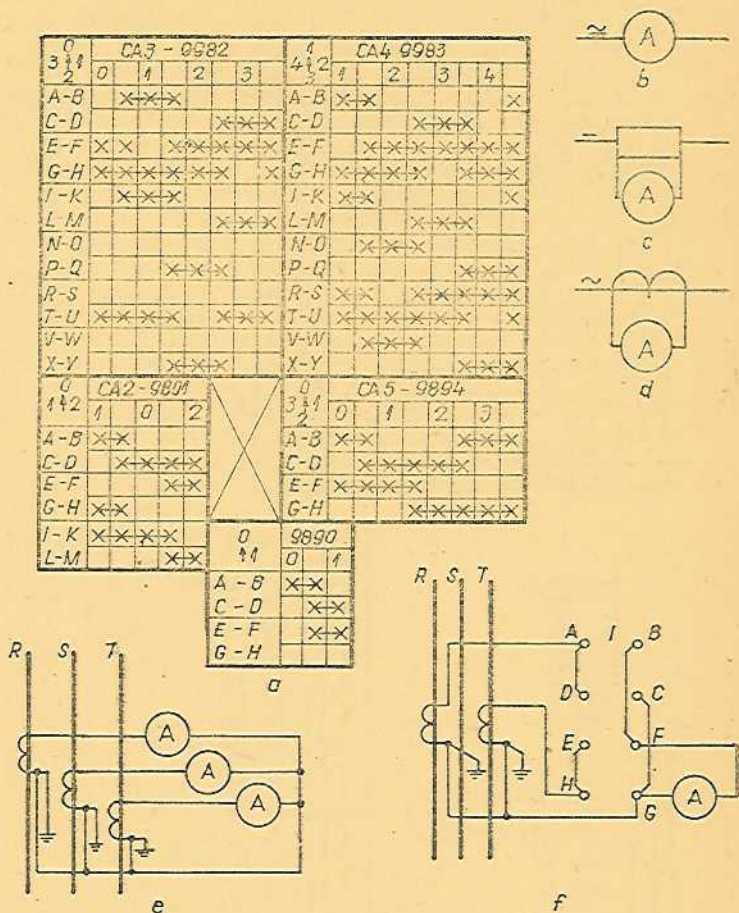 0 CA3 - 9982
3 1
2 0 1 2 3
A-B X X X
C-D X X X
E-F X X X X X X X
G-H X X X X X X X
I-K X X X
L-M X X X
N-O
P-Q X X X
R-S
T-U X X X X X X X
V-W
X-Y X X X
1 CA4 9983
4 2
3 1 2 3 4
A-B X X X
C-D X X X
E-F X X X X X X X
G-H X X X X X X X
I-K X X X
L-M X X X
N-O X X X
P-Q X X X
R-S X X X X X X X
T-U X X X X X X X
V-W X X X
X-Y X X X
0 CA2-9891
1 2 1 0 2
A-B X X
C-D X X X X
E-F X X
G-H X X
I-K X X X X
L-M X X
0 CA5-9894
3 1
2 0 1 2 3
A-B X X X X X
C-D X X X X X
E-F X X X X
G-H X X X X X
0 9890
1 0 1
A - B X X
C - D X X
E - F X X
G - H
a
~ A
b
– A
c
~ A
d
R S T
A
A
A
e
R S T
A I B
D C
E F
H G A
f